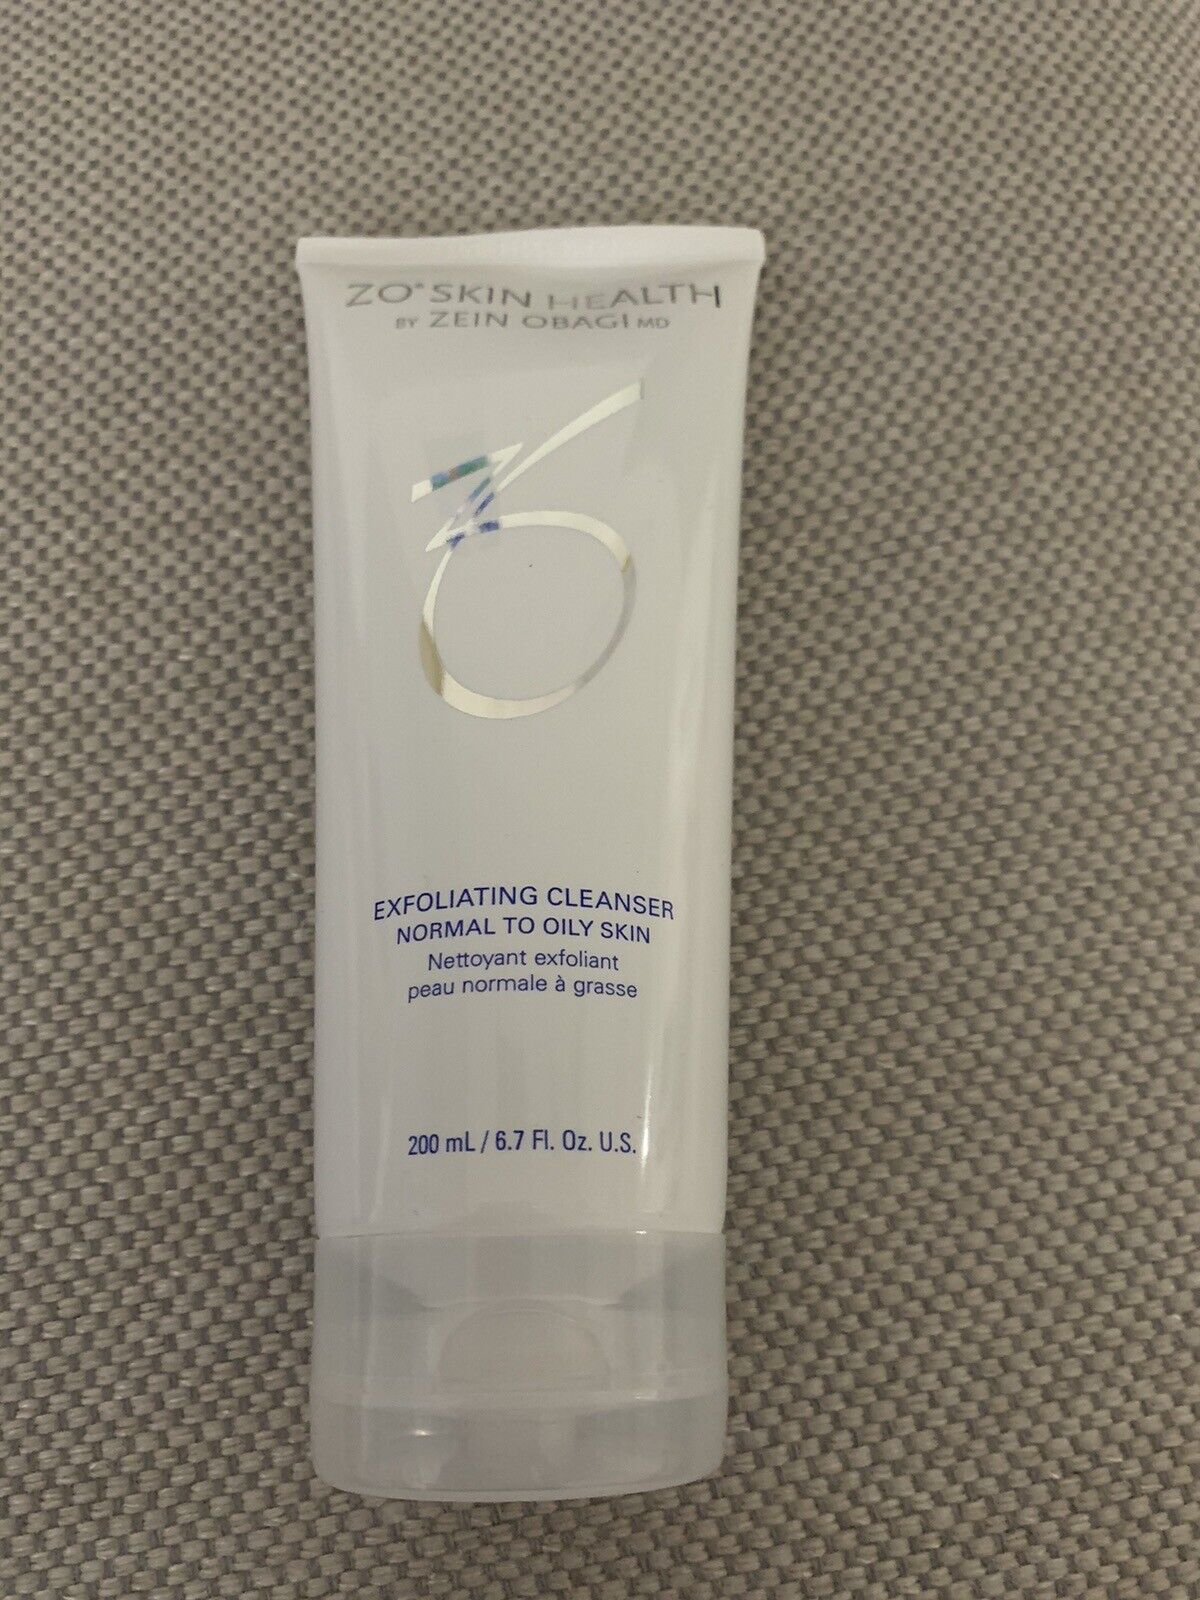 ZO® SKIN HEALTH
BY ZEIN OBAGI MD
ZO
EXFOLIATING CLEANSER
NORMAL TO OILY SKIN
Nettoyant exfoliant
peau normale à grasse
200 mL / 6.7 Fl. Oz. U.S.